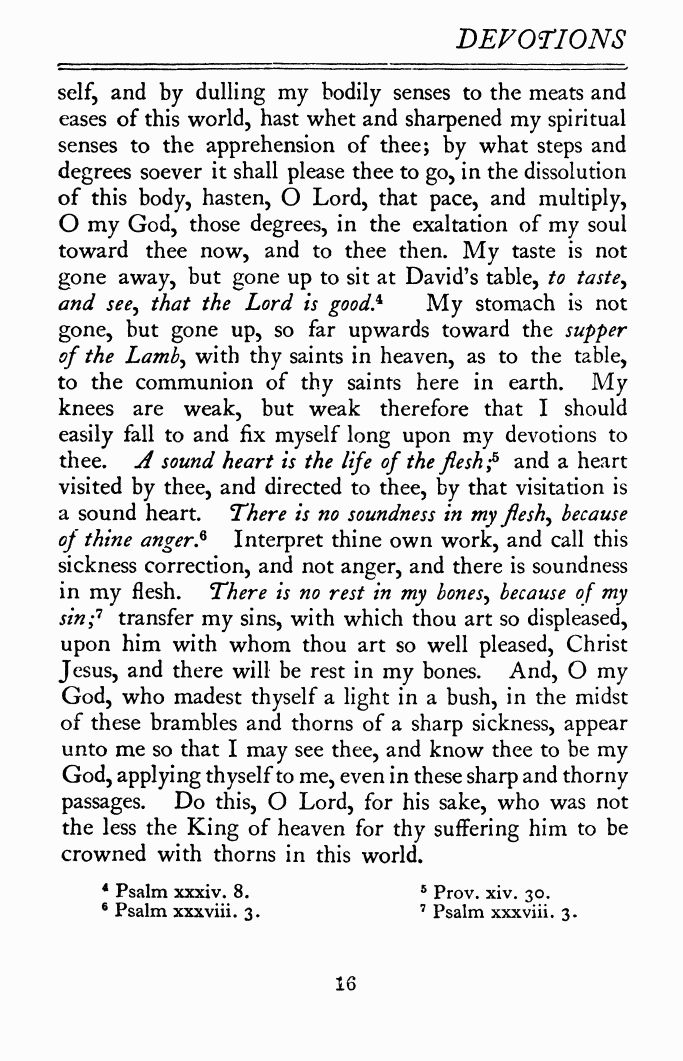 DEVOTIONS
self, and by dulling my bodily senses to the meats and
eases of this world, hast whet and sharpened my spiritual
senses to the apprehension of thee; by what steps and
degrees soever it shall please thee to go, in the dissolution
of this body, hasten, O Lord, that pace, and multiply,
O my God, those degrees, in the exaltation of my soul
toward thee now, and to thee then. My taste is not
gone away, but gone up to sit at David's table, to taste,
and see, that the Lord is good.⁴ My stomach is not
gone, but gone up, so far upwards toward the supper
of the Lamb, with thy saints in heaven, as to the table,
to the communion of thy saints here in earth. My
knees are weak, but weak therefore that I should
easily fall to and fix myself long upon my devotions to
thee. A sound heart is the life of the flesh;⁵ and a heart
visited by thee, and directed to thee, by that visitation is
a sound heart. There is no soundness in my flesh, because
of thine anger.⁶ Interpret thine own work, and call this
sickness correction, and not anger, and there is soundness
in my flesh. There is no rest in my bones, because of my
sin;⁷ transfer my sins, with which thou art so displeased,
upon him with whom thou art so well pleased, Christ
Jesus, and there will be rest in my bones. And, O my
God, who madest thyself a light in a bush, in the midst
of these brambles and thorns of a sharp sickness, appear
unto me so that I may see thee, and know thee to be my
God, applying thyself to me, even in these sharp and thorny
passages. Do this, O Lord, for his sake, who was not
the less the King of heaven for thy suffering him to be
crowned with thorns in this world.
⁴ Psalm xxxiv. 8. ⁵ Prov. xiv. 30.
⁶ Psalm xxxviii. 3. ⁷ Psalm xxxviii. 3.
16